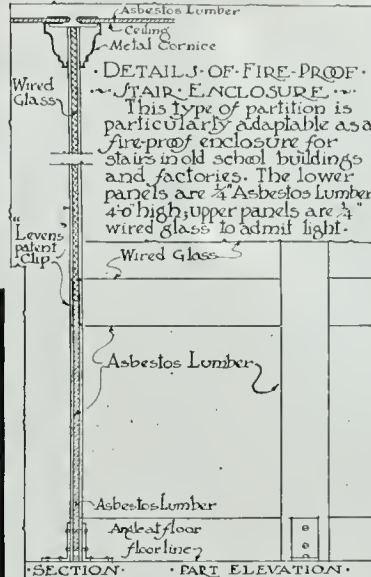 Asbestos Lumber
Ceiling
Metal Cornice
Wired
Glass
·DETAILS·OF·FIRE-PROOF·
STAIR·ENCLOSURE
This type of partition is
particularly adaptable as a
fire-proof enclosure for
stairs in old school buildings
and factories. The lower
panels are ¼" Asbestos Lumber
4'-0" high; upper panels are ¼"
wired glass to admit light·
"Levens
patent
Clip
Wired Glass
Asbestos Lumber
Asbestos Lumber
Angle at floor
floor line
·SECTION· ·PART ELEVATION·